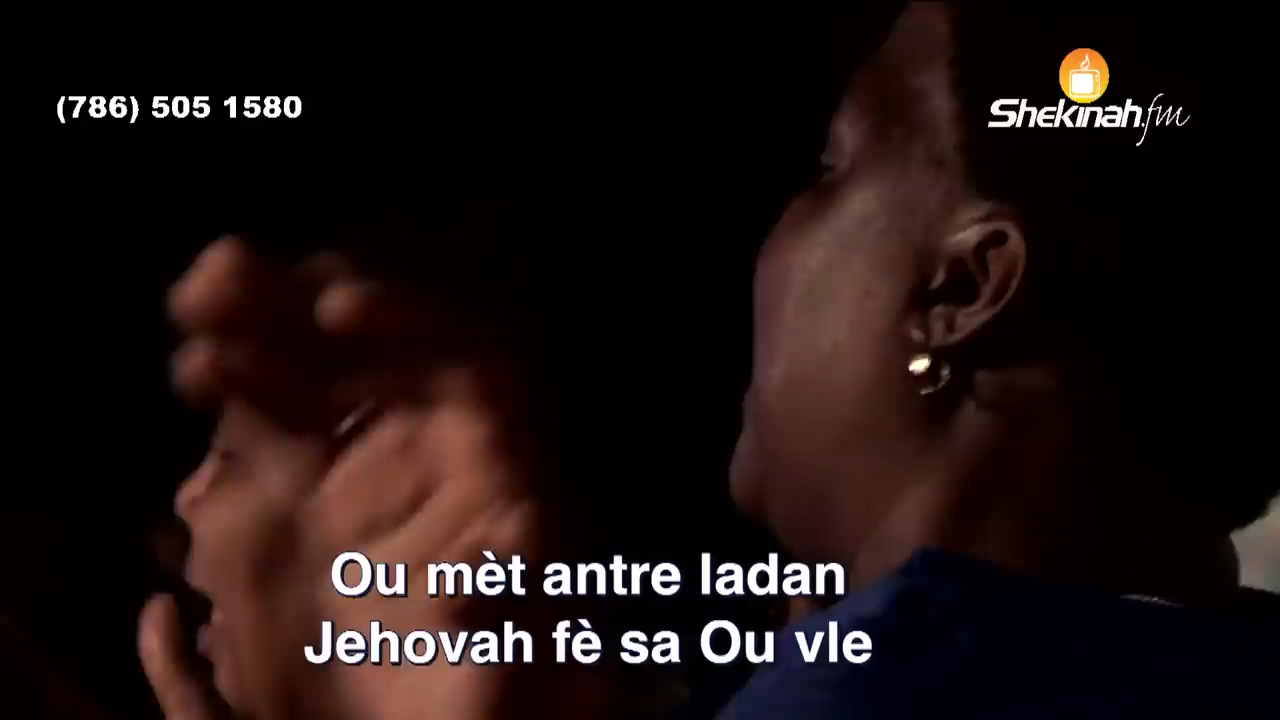 (786) 505 1580
Shekinah.fm
Ou mèt antre ladan
Jehovah fè sa Ou vle